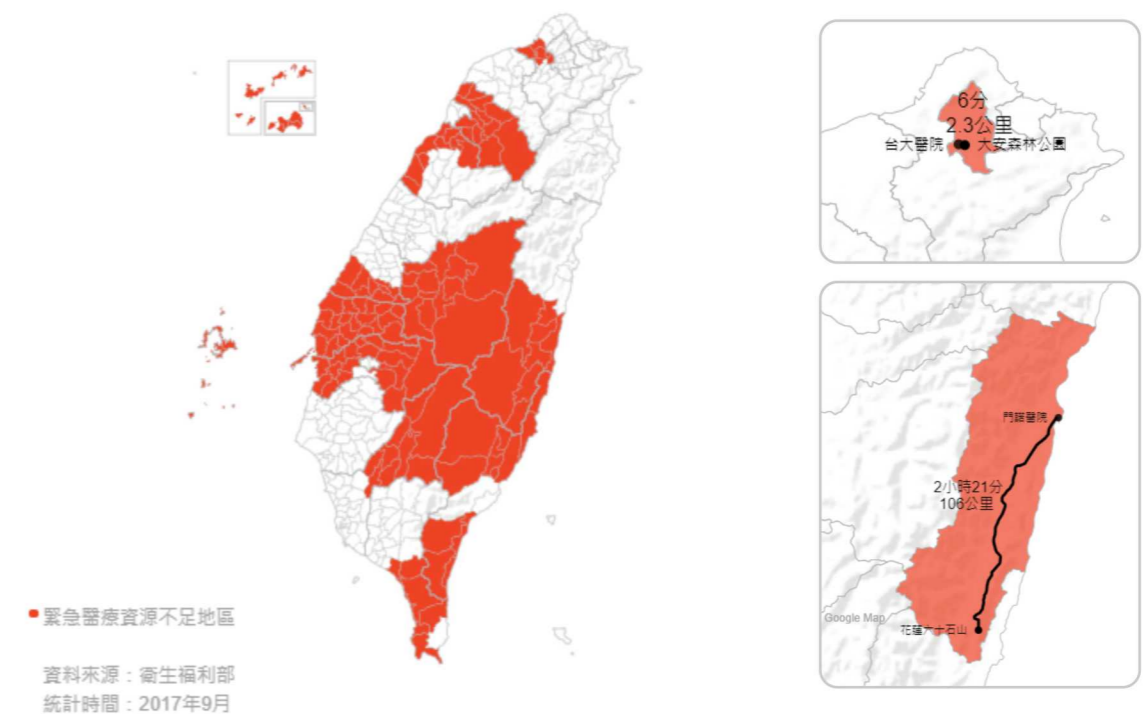 6分
2.3公里
台大醫院
大安森林公園
門諾醫院
2小時21分
106公里
Google Map
花蓮六十石山
緊急醫療資源不足地區
資料來源：衛生福利部
統計時間：2017年9月